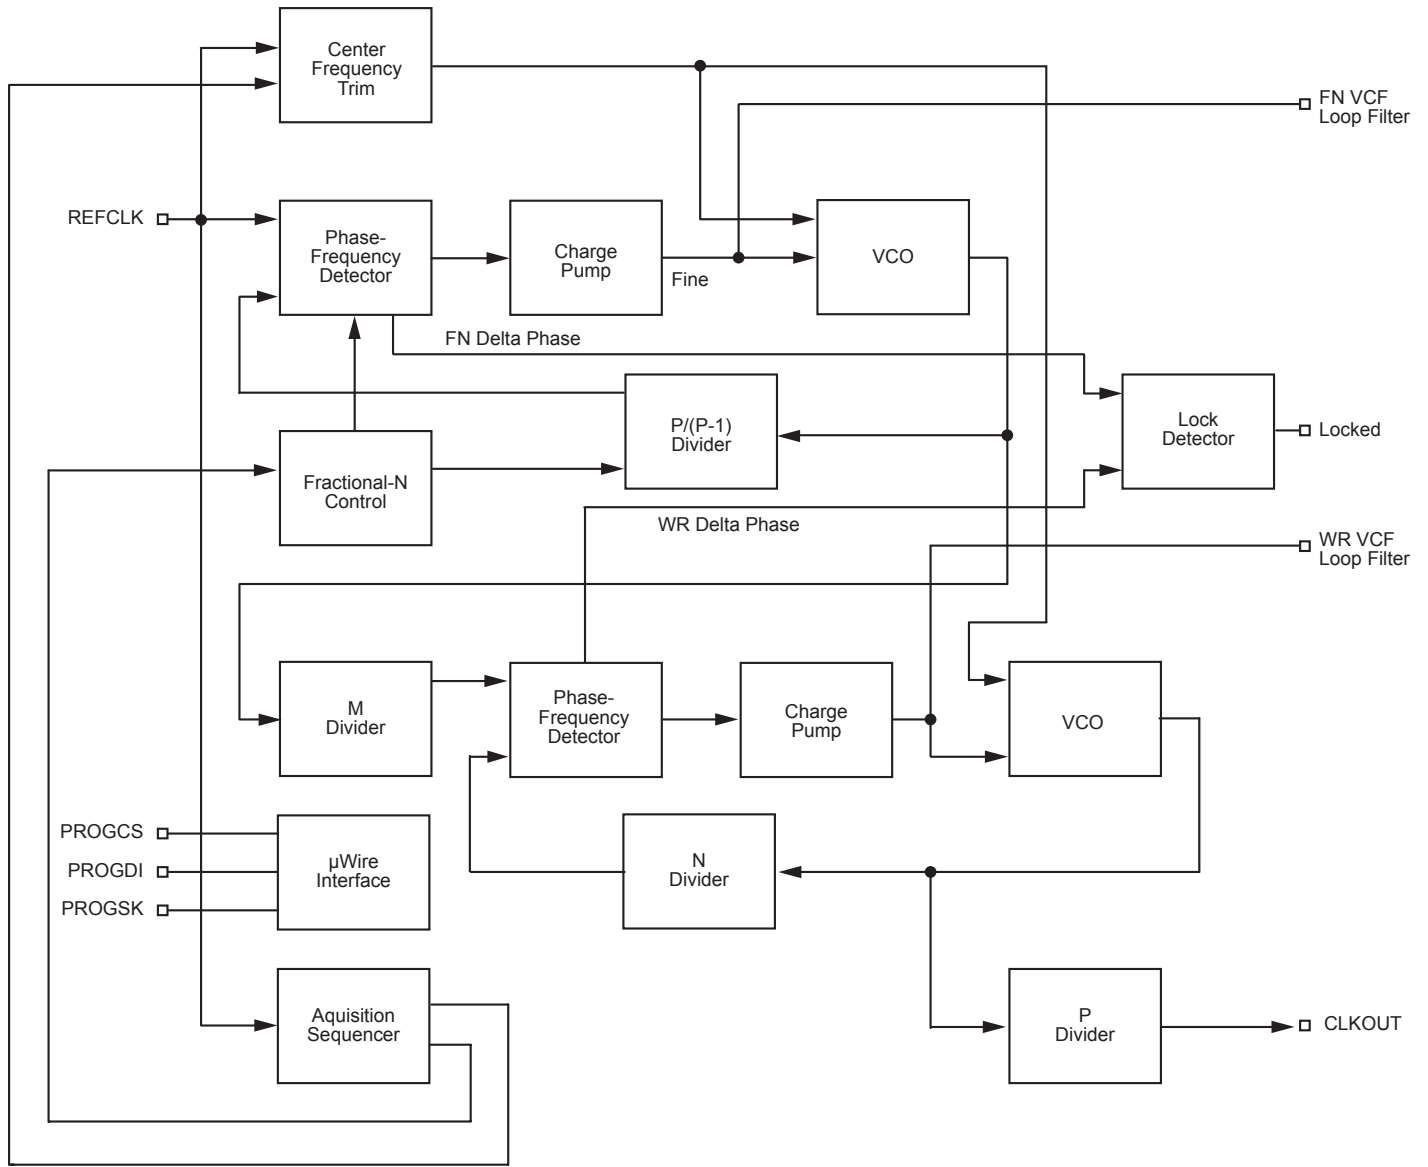 Center
Frequency
Trim
FN VCF
Loop Filter
REFCLK
Phase-
Frequency
Detector
Charge
Pump
Fine
VCO
FN Delta Phase
P/(P-1)
Divider
Lock
Detector
Locked
Fractional-N
Control
WR Delta Phase
WR VCF
Loop Filter
M
Divider
Phase-
Frequency
Detector
Charge
Pump
VCO
PROGCS
PROGDI
PROGSK
µWire
Interface
N
Divider
Aquisition
Sequencer
P
Divider
CLKOUT